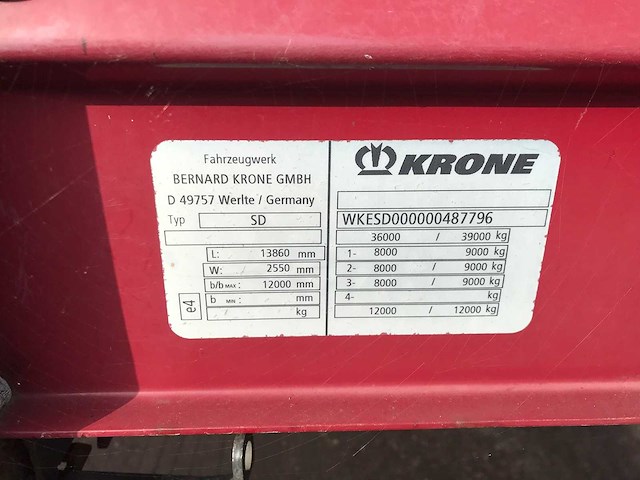 Fahrzeugwerk
BERNARD KRONE GMBH
D 49757 Werlte / Germany
Typ SD
L: 13860 mm
W: 2550 mm
b/b MAX: 12000 mm
b MIN: mm
kg
e4
KRONE
WKESD000000487796
36000 / 39000 kg
1- 8000 9000 kg
2- 8000 / 9000 kg
3- 8000 / 9000 kg
4- kg
12000 / 12000 kg